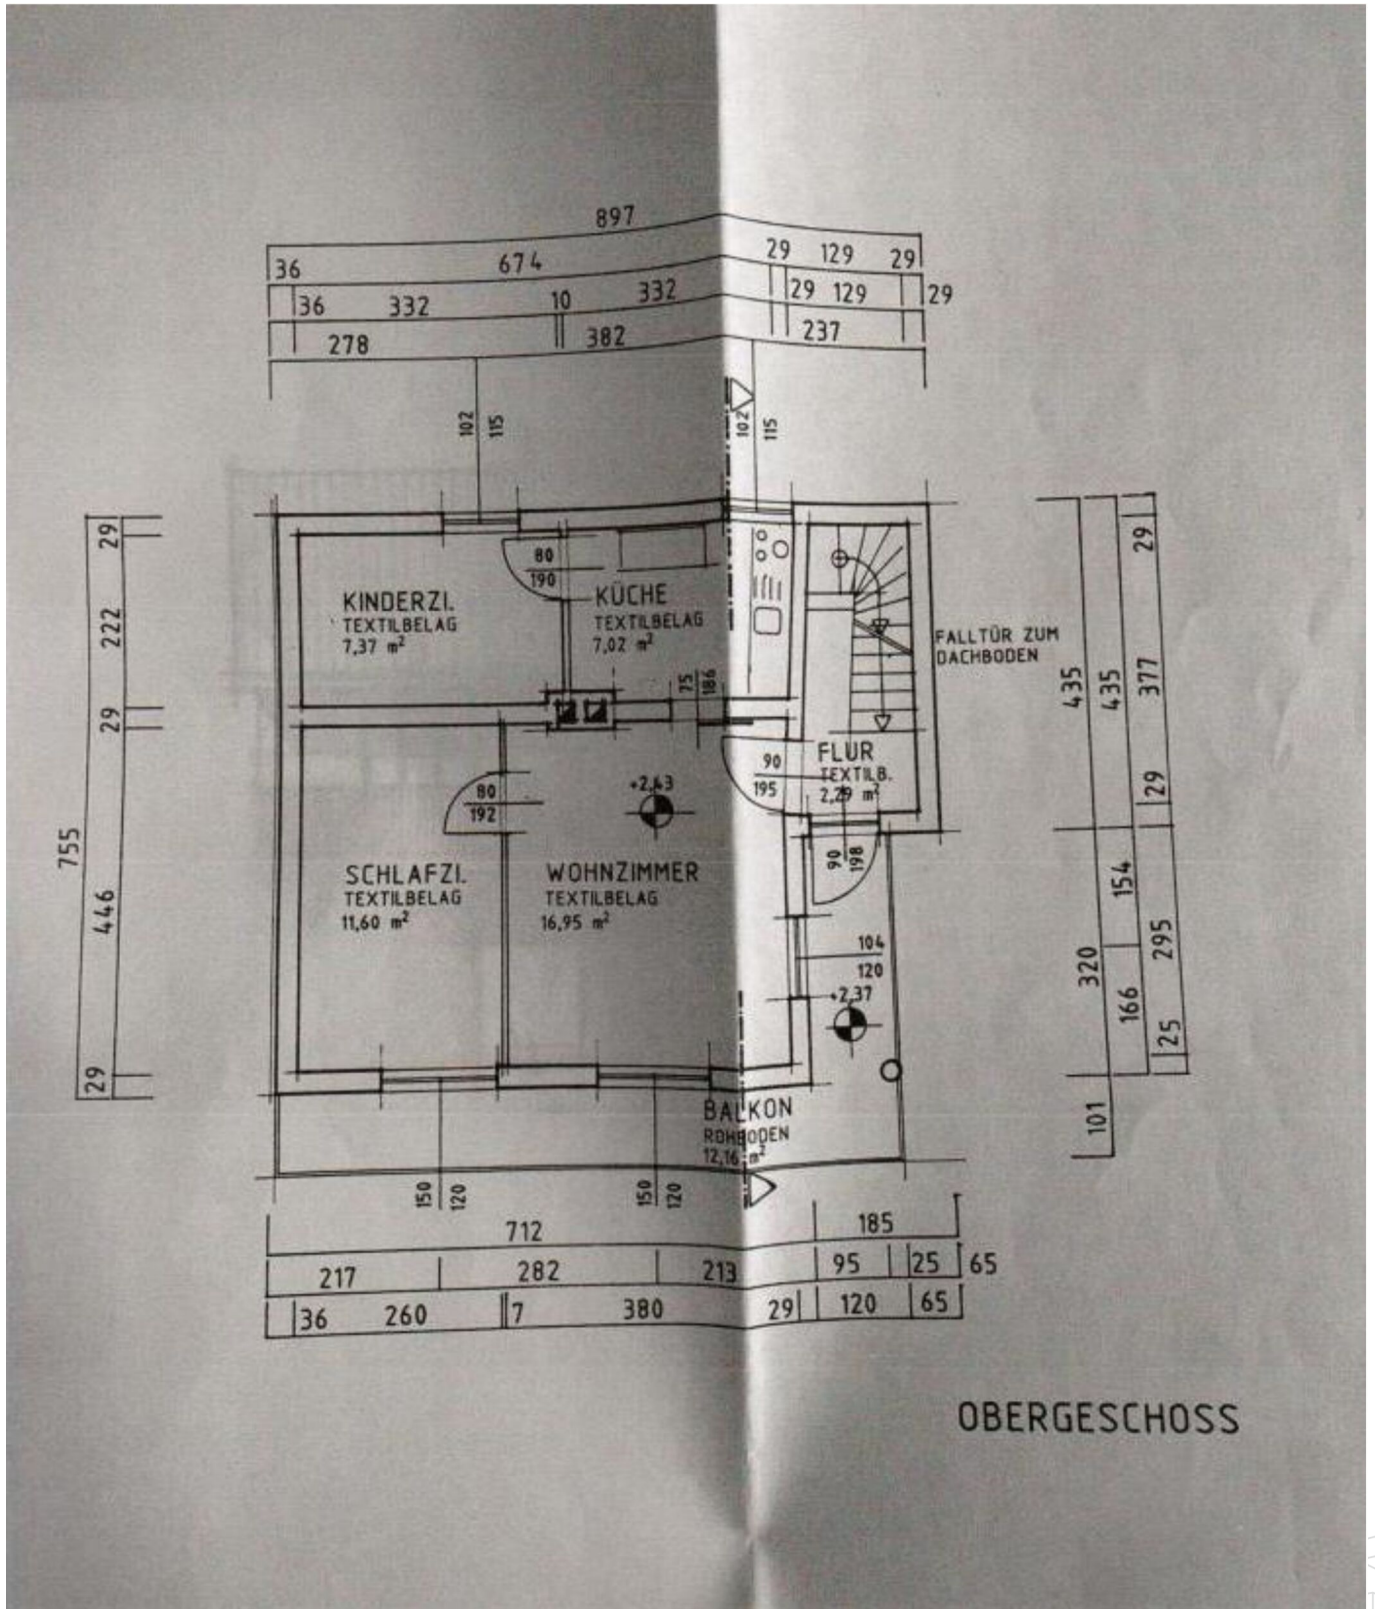 897
36 674 29 129 29
36 332 10 332 29 129 29
278 382 237
102 115
102 115
29
222
29
755
446
29
80
190
KINDERZI.
TEXTILBELAG
7,37 m²
KÜCHE
TEXTILBELAG
7,02 m²
75 186
FALLTÜR ZUM
DACHBODEN
FLUR
TEXTILB.
2,29 m²
90
195
+2,63
80
192
90 198
SCHLAFZI.
TEXTILBELAG
11,60 m²
WOHNZIMMER
TEXTILBELAG
16,95 m²
104
120
+2,37
BALKON
ROHBODEN
12,16 m²
435
435
29
377
29
154
320
166
295
25
101
150 120
150 120
712 185
217 282 213 95 25 65
36 260 7 380 29 120 65
OBERGESCHOSS